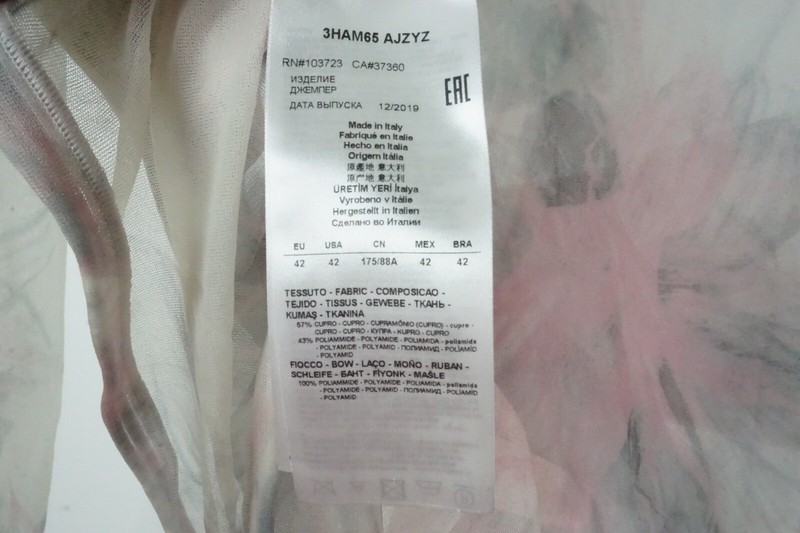 3HAM65 AJZYZ
RN#103723 CA#37360
ИЗДЕЛИЕ
ДЖЕМПЕР
EAC
ДАТА ВЫПУСКА 12/2019
Made in Italy
Fabriqué en Italie
Hecho en Italia
Origem Itália
原產地 意大利
原产地 意大利
ÜRETİM YERİ İtalya
Vyrobeno v Itálie
Hergestellt in Italien
Сделано во Италии
EU USA CN MEX BRA
42 42 175/88A 42 42
TESSUTO - FABRIC - COMPOSICAO -
TEJIDO - TISSUS - GEWEBE - ТКАНЬ -
KUMAŞ - TKANINA
57% CUPRO - CUPRO - CUPRAMÔNIO (CUPRO) - cupro -
CUPRO - CUPRO - КУПРА - KUPRO - CUPRO
43% POLIAMMIDE - POLYAMIDE - POLIAMIDA - poliamida
- POLYAMIDE - POLYAMID - ПОЛИАМИД - POLİAMİD
- POLYAMID
FIOCCO - BOW - LAÇO - MOÑO - RUBAN -
SCHLEIFE - БАНТ - FİYONK - MAŠLE
100% POLIAMMIDE - POLYAMIDE - POLIAMIDA - poliamida
- POLYAMIDE - POLYAMID - ПОЛИАМИД - POLİAMİD
- POLYAMID